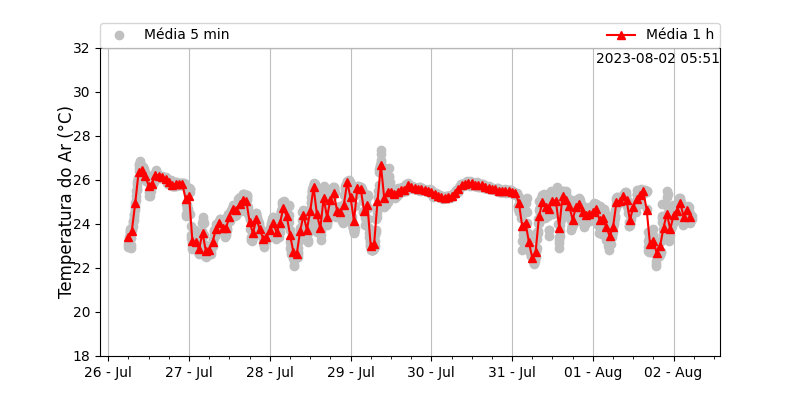 Média 5 min
Média 1 h
2023-08-02 05:51
Temperatura do Ar (°C)
32
30
28
26
24
22
20
18
26 - Jul
27 - Jul
28 - Jul
29 - Jul
30 - Jul
31 - Jul
01 - Aug
02 - Aug